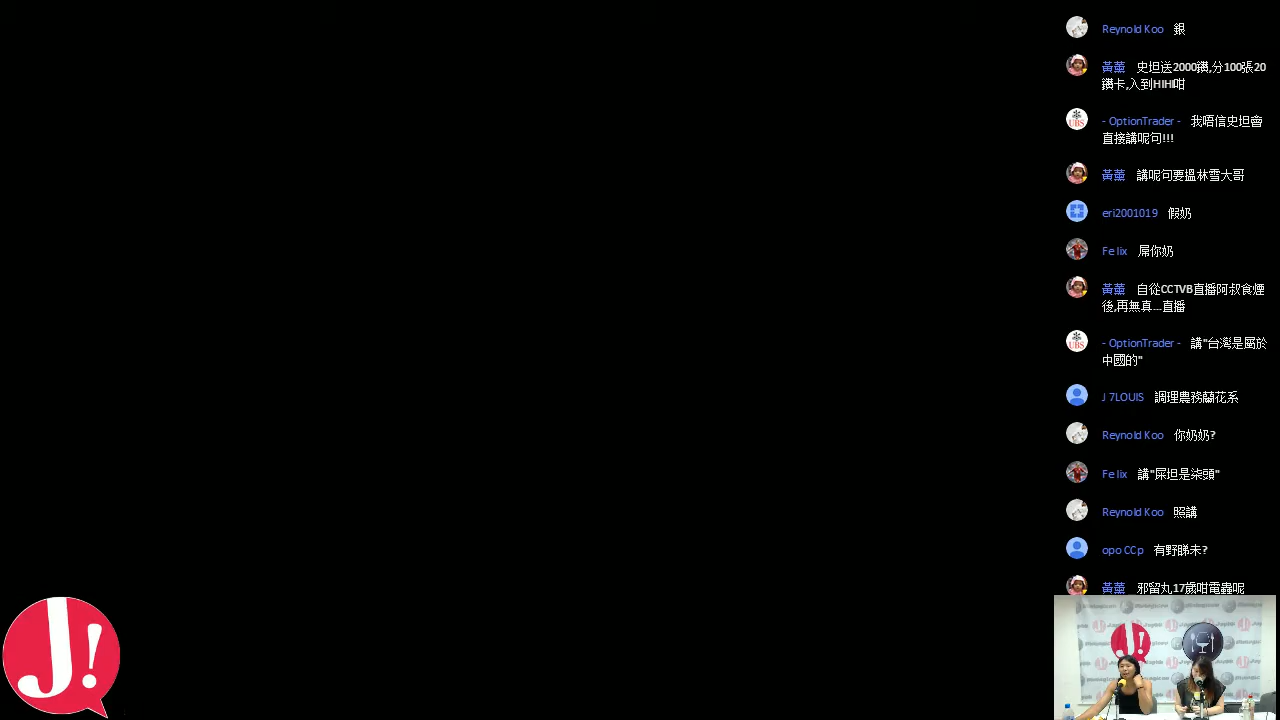 Reynold Koo 銀
黃薑 史坦送2000鑽,分100張20
鑽卡,入到HIHI咁
- OptionTrader - 我唔信史坦會
直接講呢句!!!
黃薑 講呢句要搵林雪大哥
eri2001019 假奶
Felix 屌你奶
黃薑 自從CCTVB直播阿叔食煙
後,再無真...直播
- OptionTrader - 講"台灣是屬於
中國的"
J 7LOUIS 調理農務蘭花系
Reynold Koo 你奶奶?
Felix 講"屎坦是柒頭"
Reynold Koo 照講
opo CCp 有野睇未?
黃薑 邪留丸,17歲咁電蟲呢
J!
J!